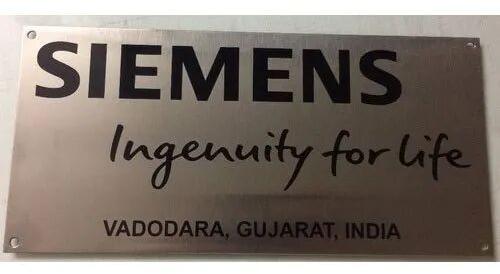 SIEMENS
Ingenuity for life
VADODARA, GUJARAT, INDIA